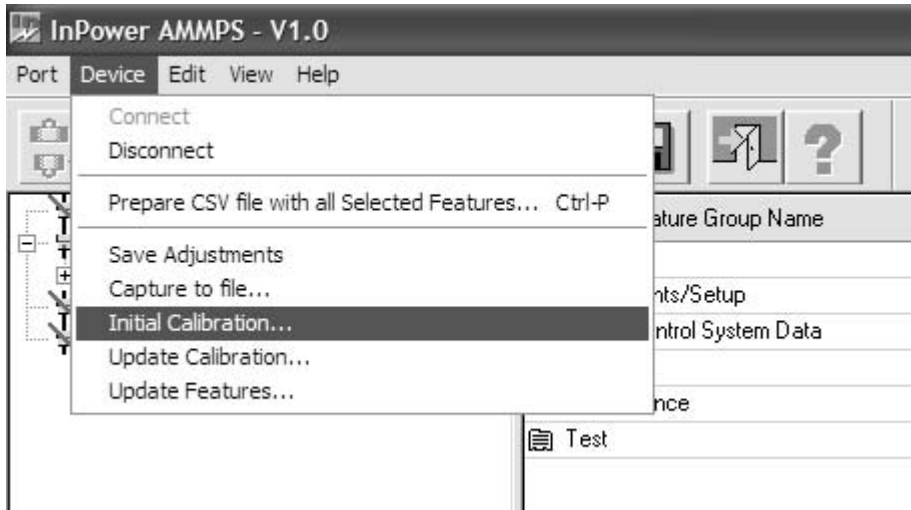 InPower AMMPS - V1.0
Port Device Edit View Help
Connect
Disconnect
Prepare CSV file with all Selected Features... Ctrl-P
Save Adjustments
Capture to file...
Initial Calibration...
Update Calibration...
Update Features...
ature Group Name
nts/Setup
ntrol System Data
nce
Test